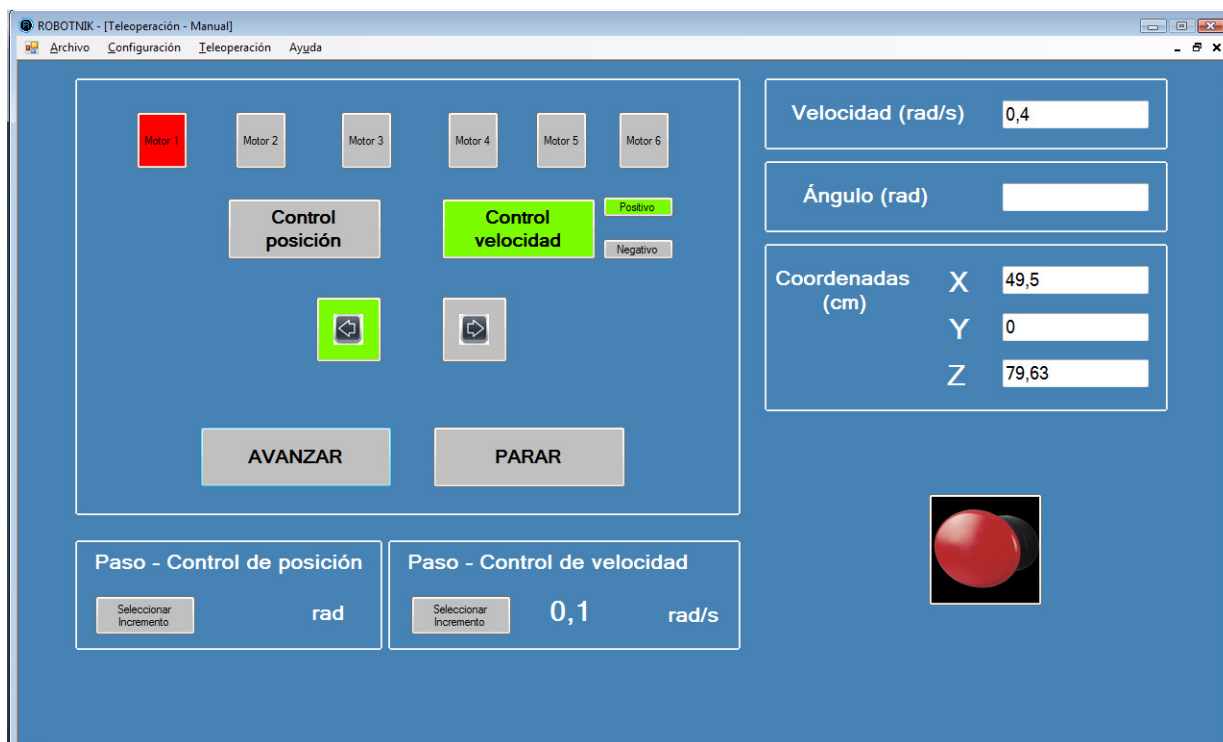 ROBOTNIK - [Teleoperación - Manual]
Archivo Configuración Teleoperación Ayuda
Motor 1 Motor 2 Motor 3 Motor 4 Motor 5 Motor 6
Control
posición
Control
velocidad
Positivo
Negativo
AVANZAR PARAR
Paso - Control de posición
Seleccionar
Incremento
rad
Paso - Control de velocidad
Seleccionar
Incremento
0,1 rad/s
Velocidad (rad/s) 0,4
Ángulo (rad)
Coordenadas
(cm)
X 49,5
Y 0
Z 79,63